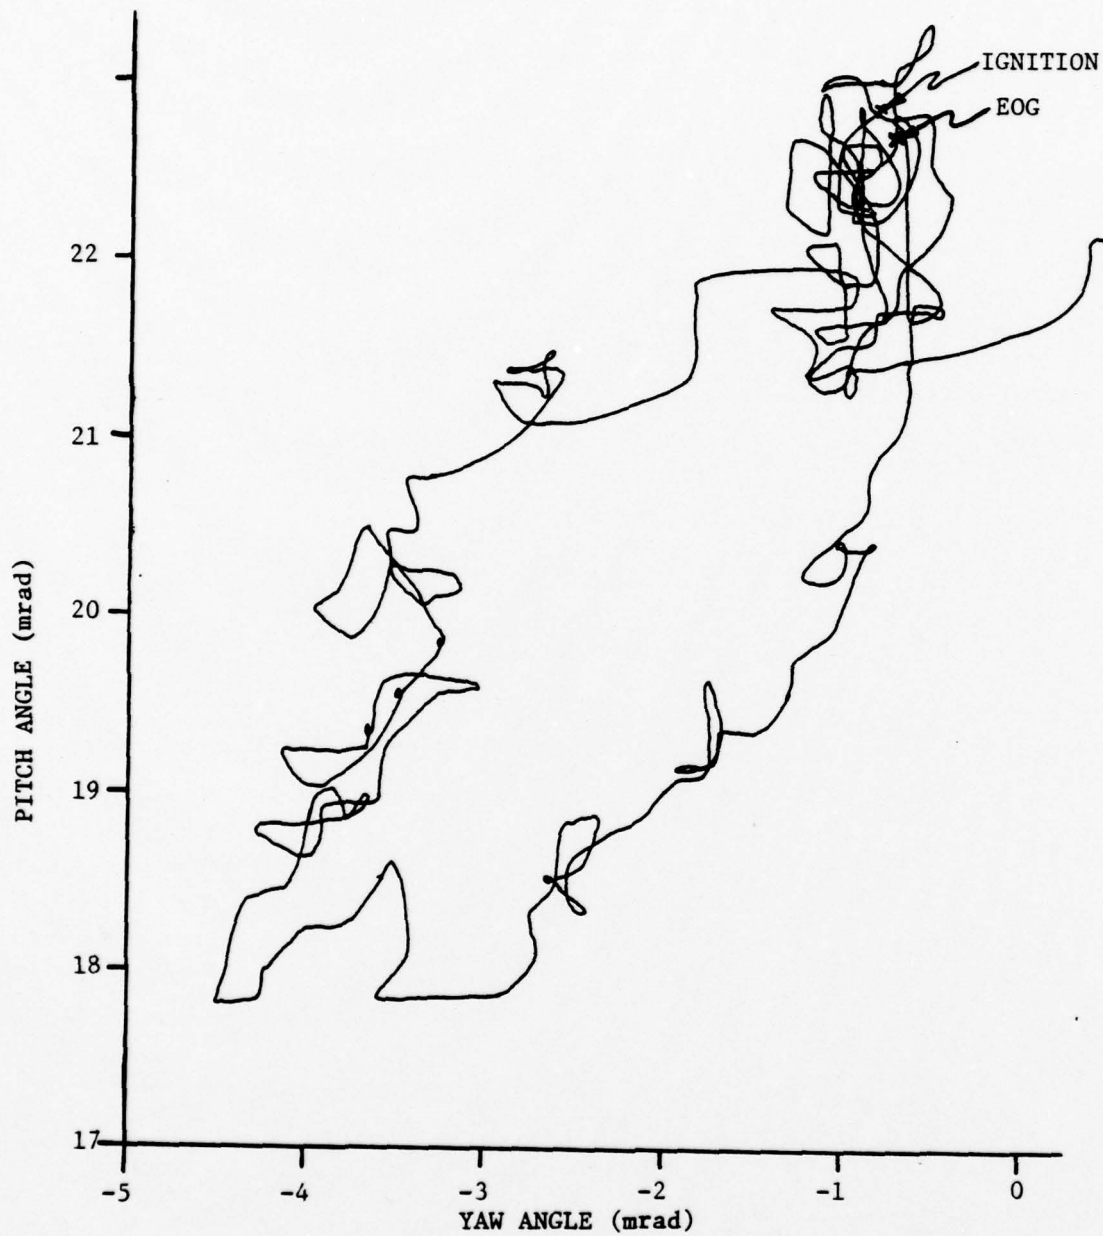 IGNITION
EOG
22
21
20
19
18
17
PITCH ANGLE (mrad)
-5 -4 -3 -2 -1 0
YAW ANGLE (mrad)